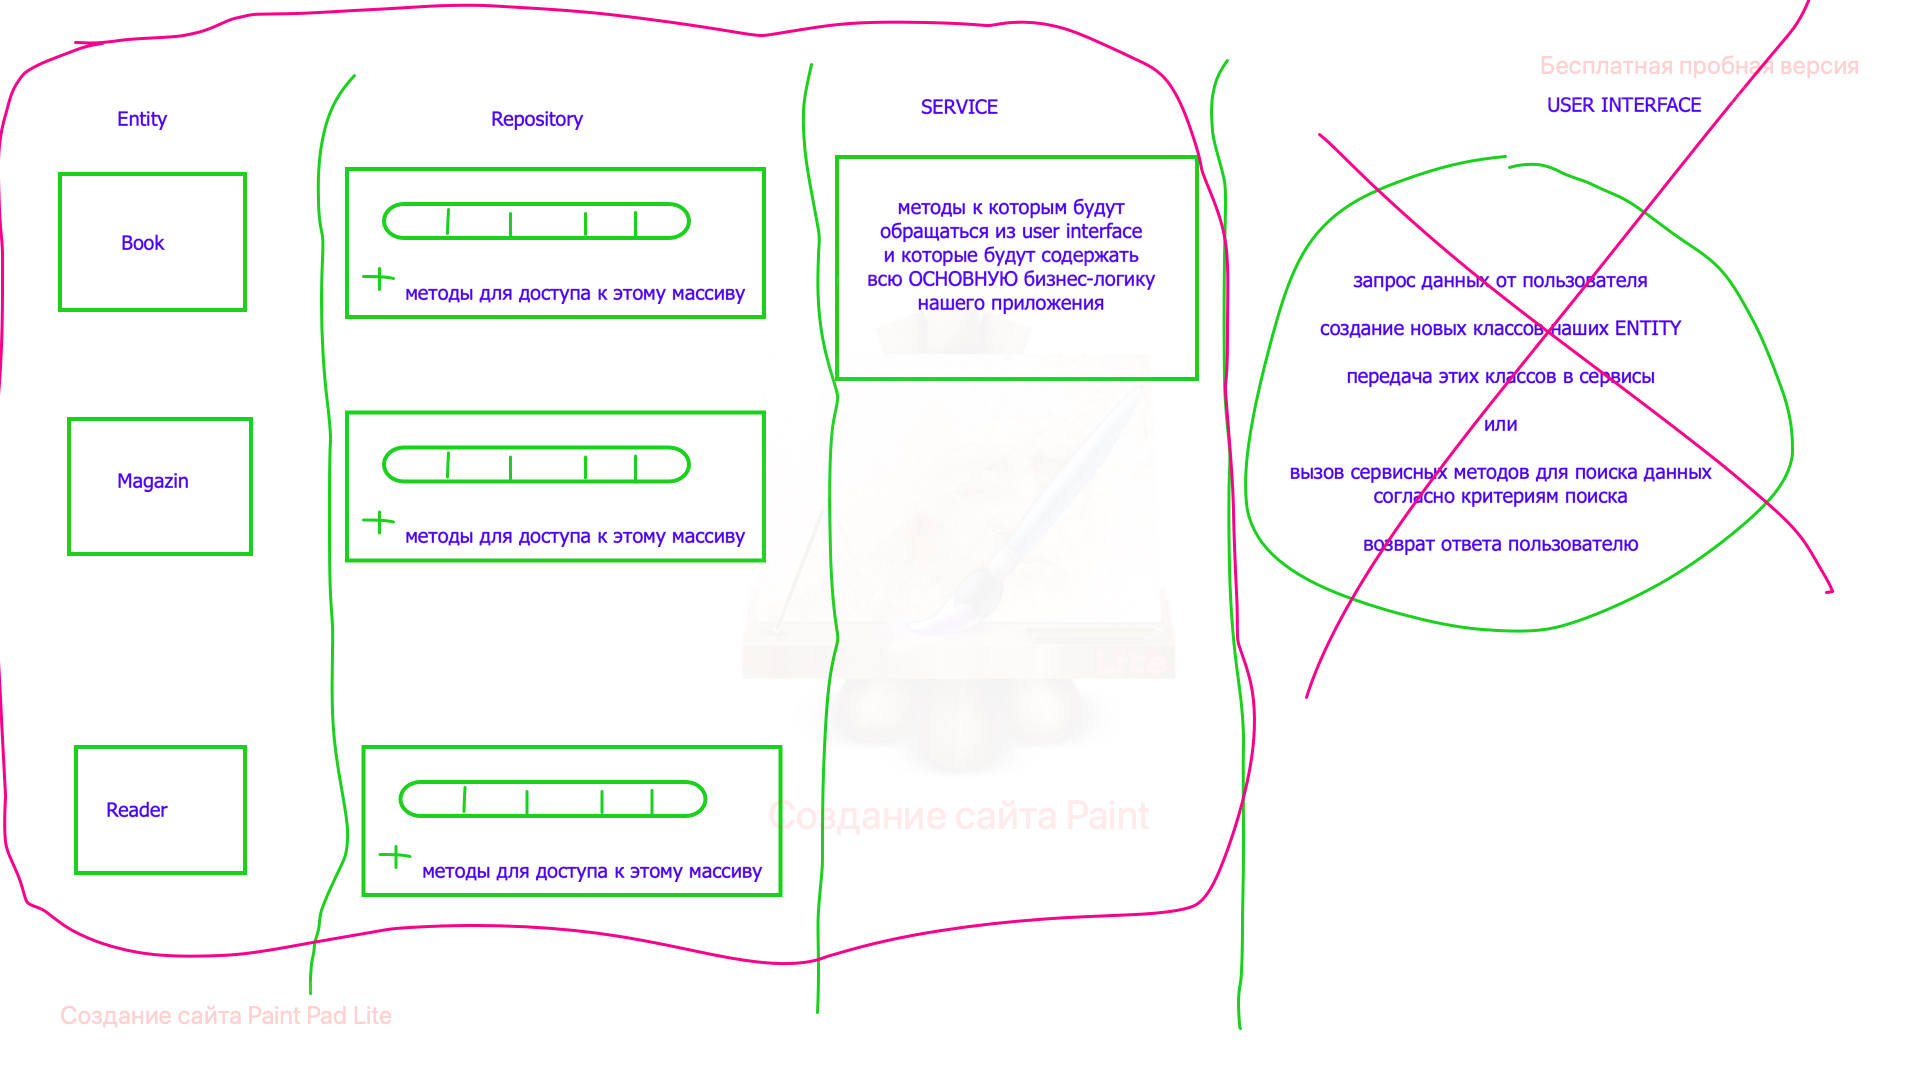 Бесплатная пробная версия
Entity
Repository
SERVICE
USER INTERFACE
Book
методы для доступа к этому массиву
методы к которым будут
обращаться из user interface
и которые будут содержать
всю ОСНОВНУЮ бизнес-логику
нашего приложения
запрос данных от пользователя
создание новых классов наших ENTITY
передача этих классов в сервисы
или
вызов сервисных методов для поиска данных
согласно критериям поиска
возврат ответа пользователю
Magazin
методы для доступа к этому массиву
Lite
Reader
методы для доступа к этому массиву
Создание сайта Paint
Создание сайта Paint Pad Lite